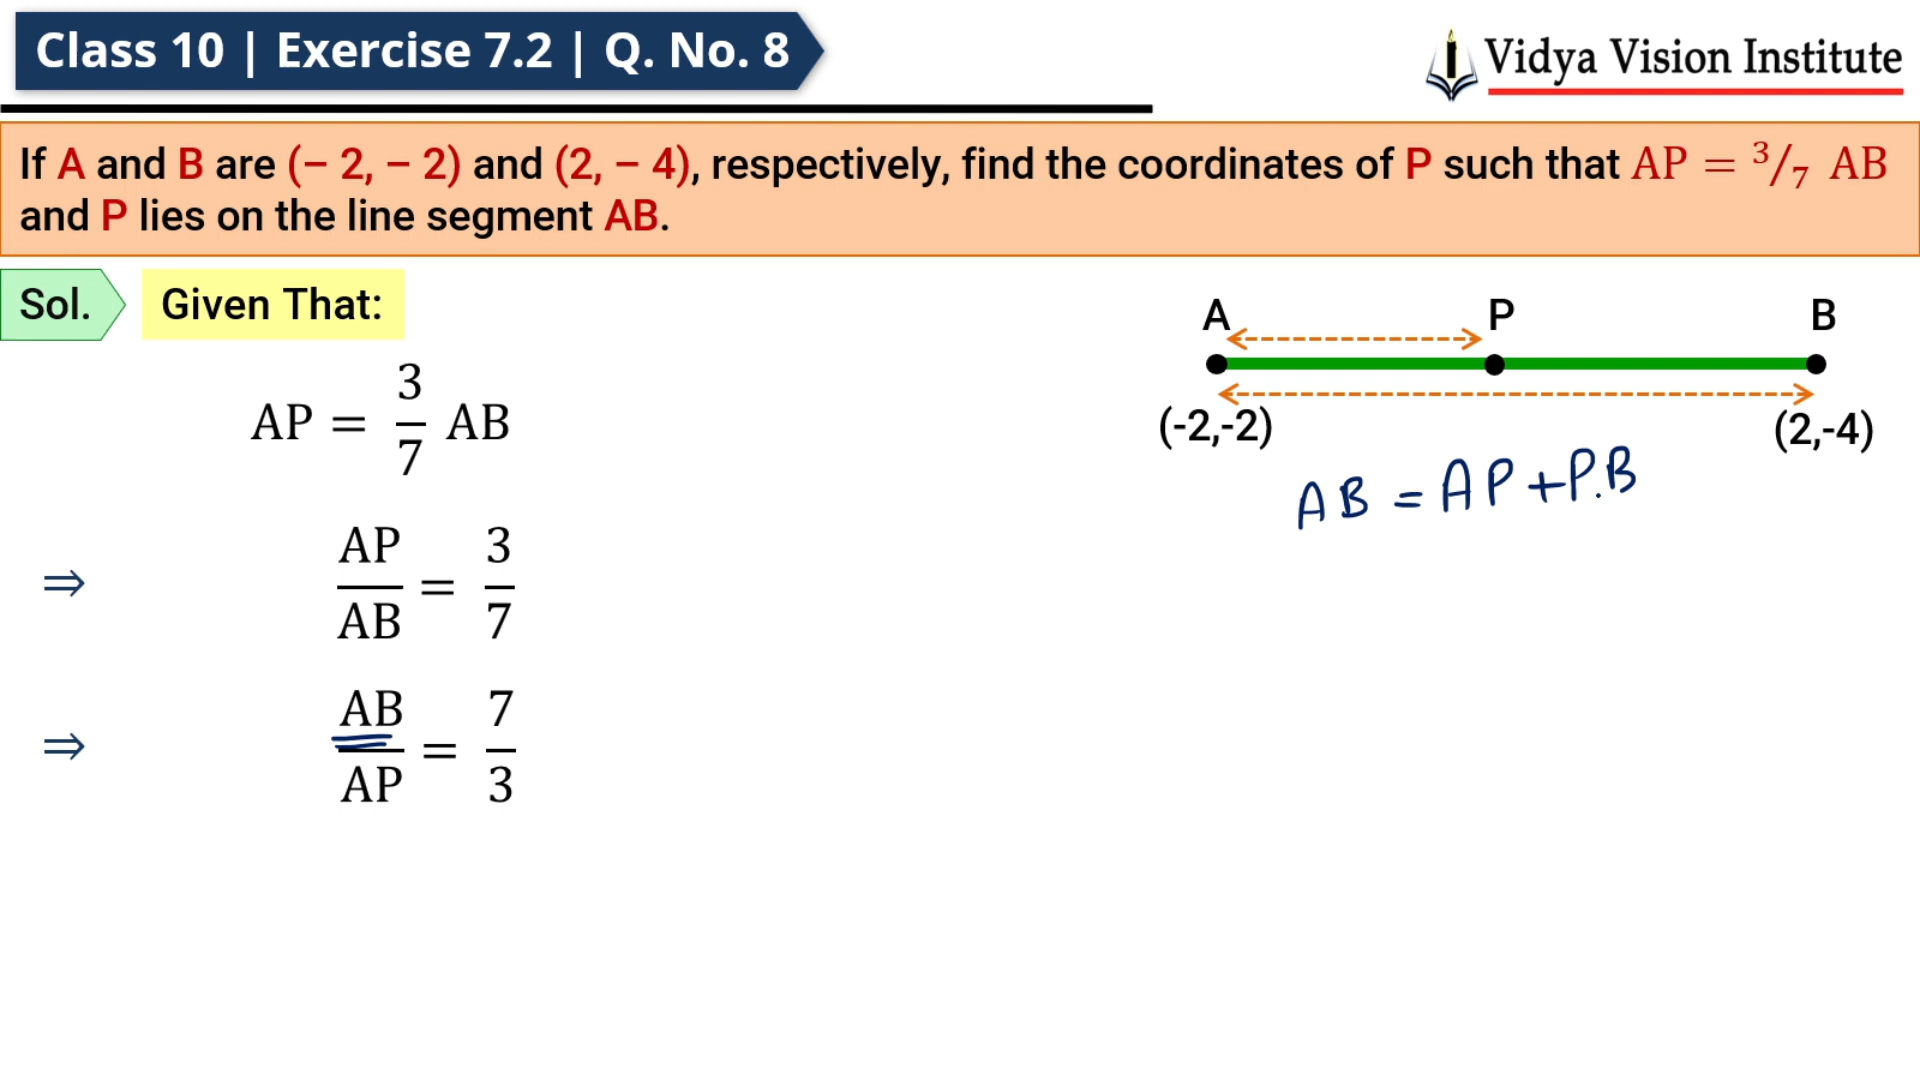 Class 10 | Exercise 7.2 | Q. No. 8
Vidya Vision Institute
If A and B are (– 2, – 2) and (2, – 4), respectively, find the coordinates of P such that AP = 3/7 AB
and P lies on the line segment AB.
Sol.
Given That:
A P B
(-2,-2) (2,-4)
AB = AP + PB
AP = 3/7 AB
⇒ AP/AB = 3/7
⇒ AB/AP = 7/3